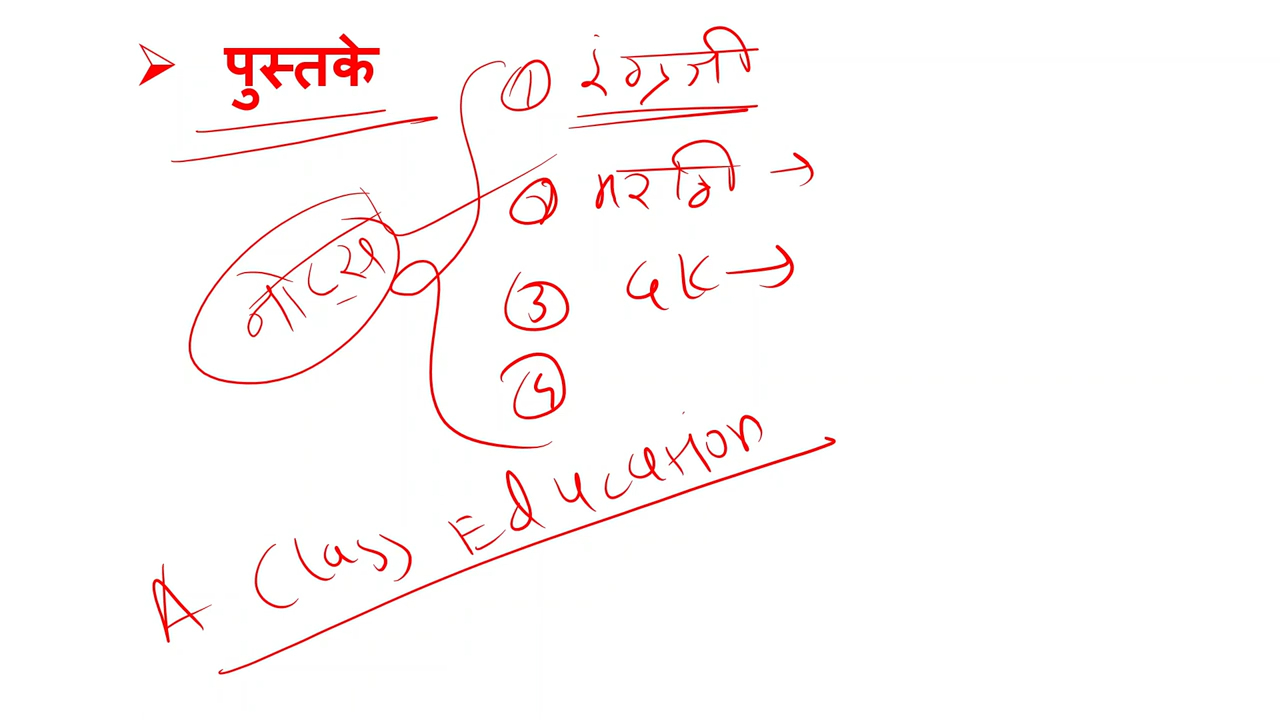 ➢ पुस्तके
① इंग्रजी
② मराठी →
नोट्स
③ GK →
④
A Class Education